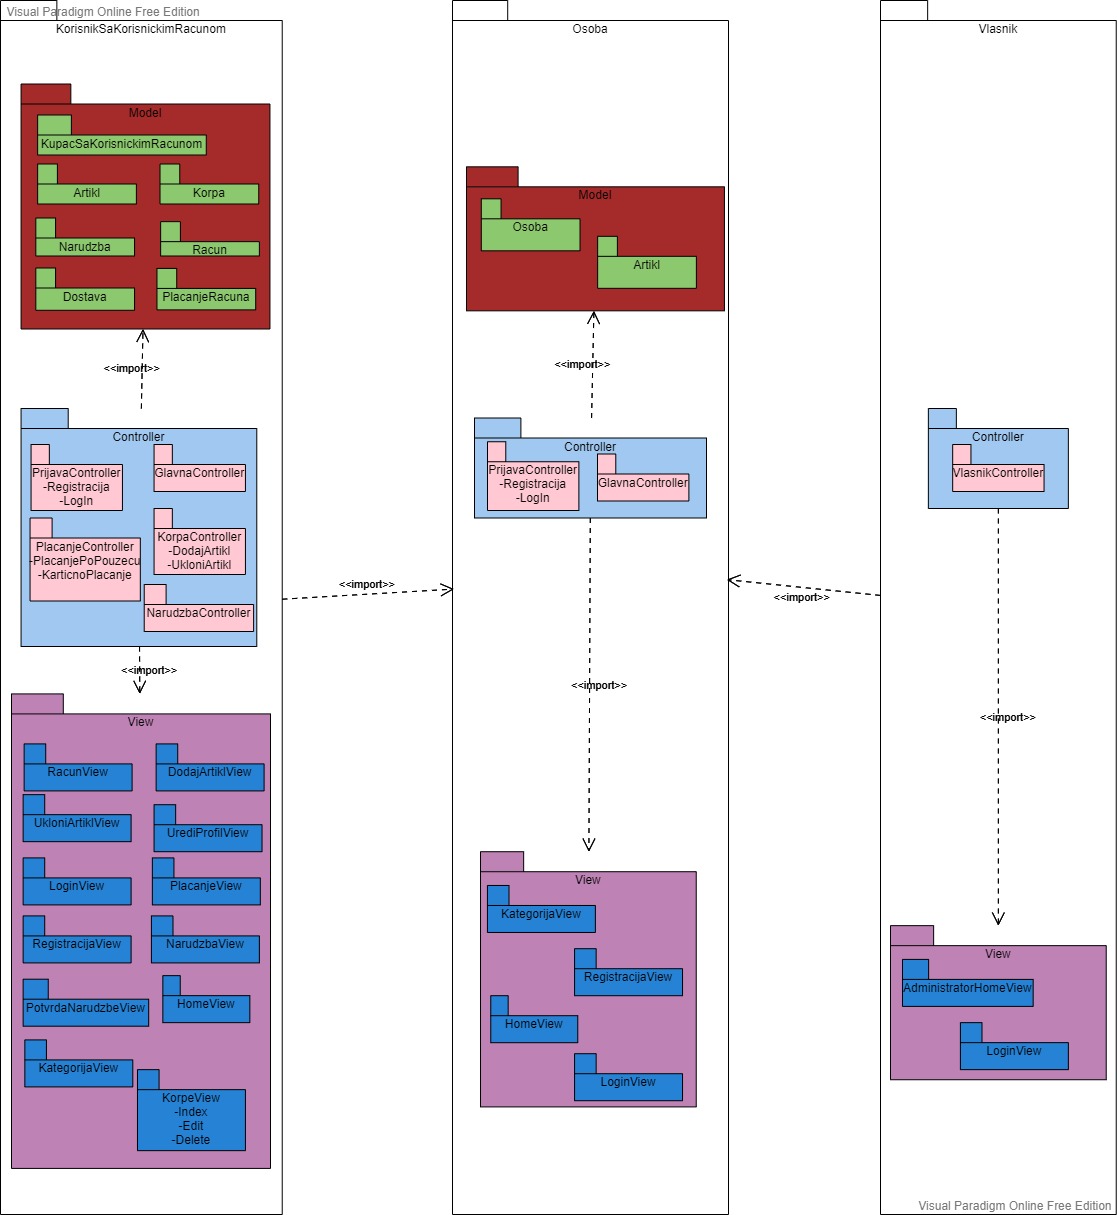 Visual Paradigm Online Free Edition
KorisnikSaKorisnickimRacunom
Model
KupacSaKorisnickimRacunom
Artikl
Korpa
Narudzba
Racun
Dostava
PlacanjeRacuna
<<import>>
Controller
PrijavaController
-Registracija
-LogIn
GlavnaController
PlacanjeController
-PlacanjePoPouzecu
-KarticnoPlacanje
KorpaController
-DodajArtikl
-UkloniArtikl
NarudzbaController
<<import>>
View
RacunView
DodajArtiklView
UkloniArtiklView
UrediProfilView
LoginView
PlacanjeView
RegistracijaView
NarudzbaView
PotvrdaNarudzbeView
HomeView
KategorijaView
KorpeView
-Index
-Edit
-Delete
<<import>>
Osoba
Model
Osoba
Artikl
<<import>>
Controller
PrijavaController
-Registracija
-LogIn
GlavnaController
<<import>>
View
KategorijaView
RegistracijaView
HomeView
LoginView
<<import>>
Vlasnik
Controller
VlasnikController
<<import>>
View
AdministratorHomeView
LoginView
Visual Paradigm Online Free Edition